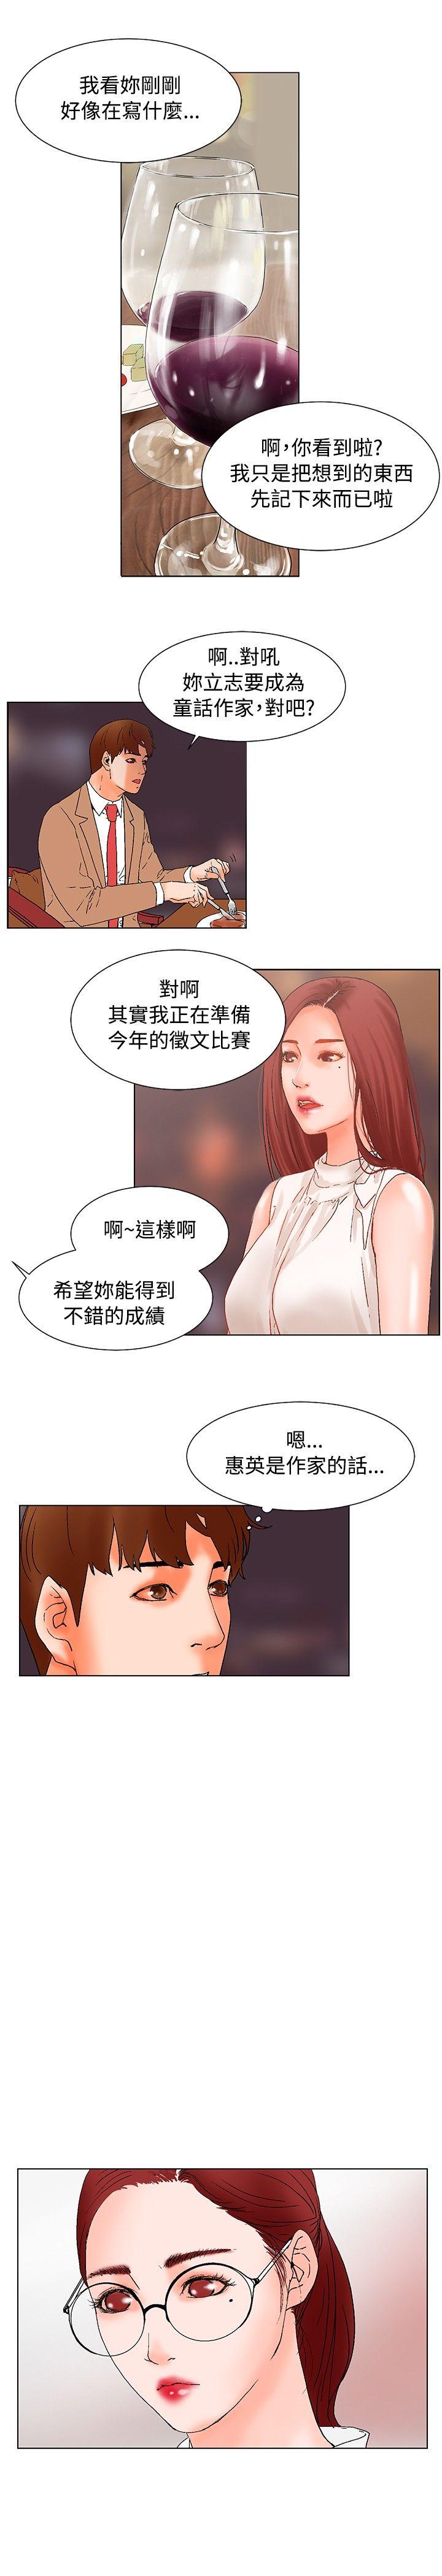 我看妳剛剛
好像在寫什麼...
啊,你看到啦?
我只是把想到的東西
先記下來而已啦
啊..對吼
妳立志要成為
童話作家,對吧?
對啊
其實我正在準備
今年的徵文比賽
啊~這樣啊
希望妳能得到
不錯的成績
嗯...
惠英是作家的話...